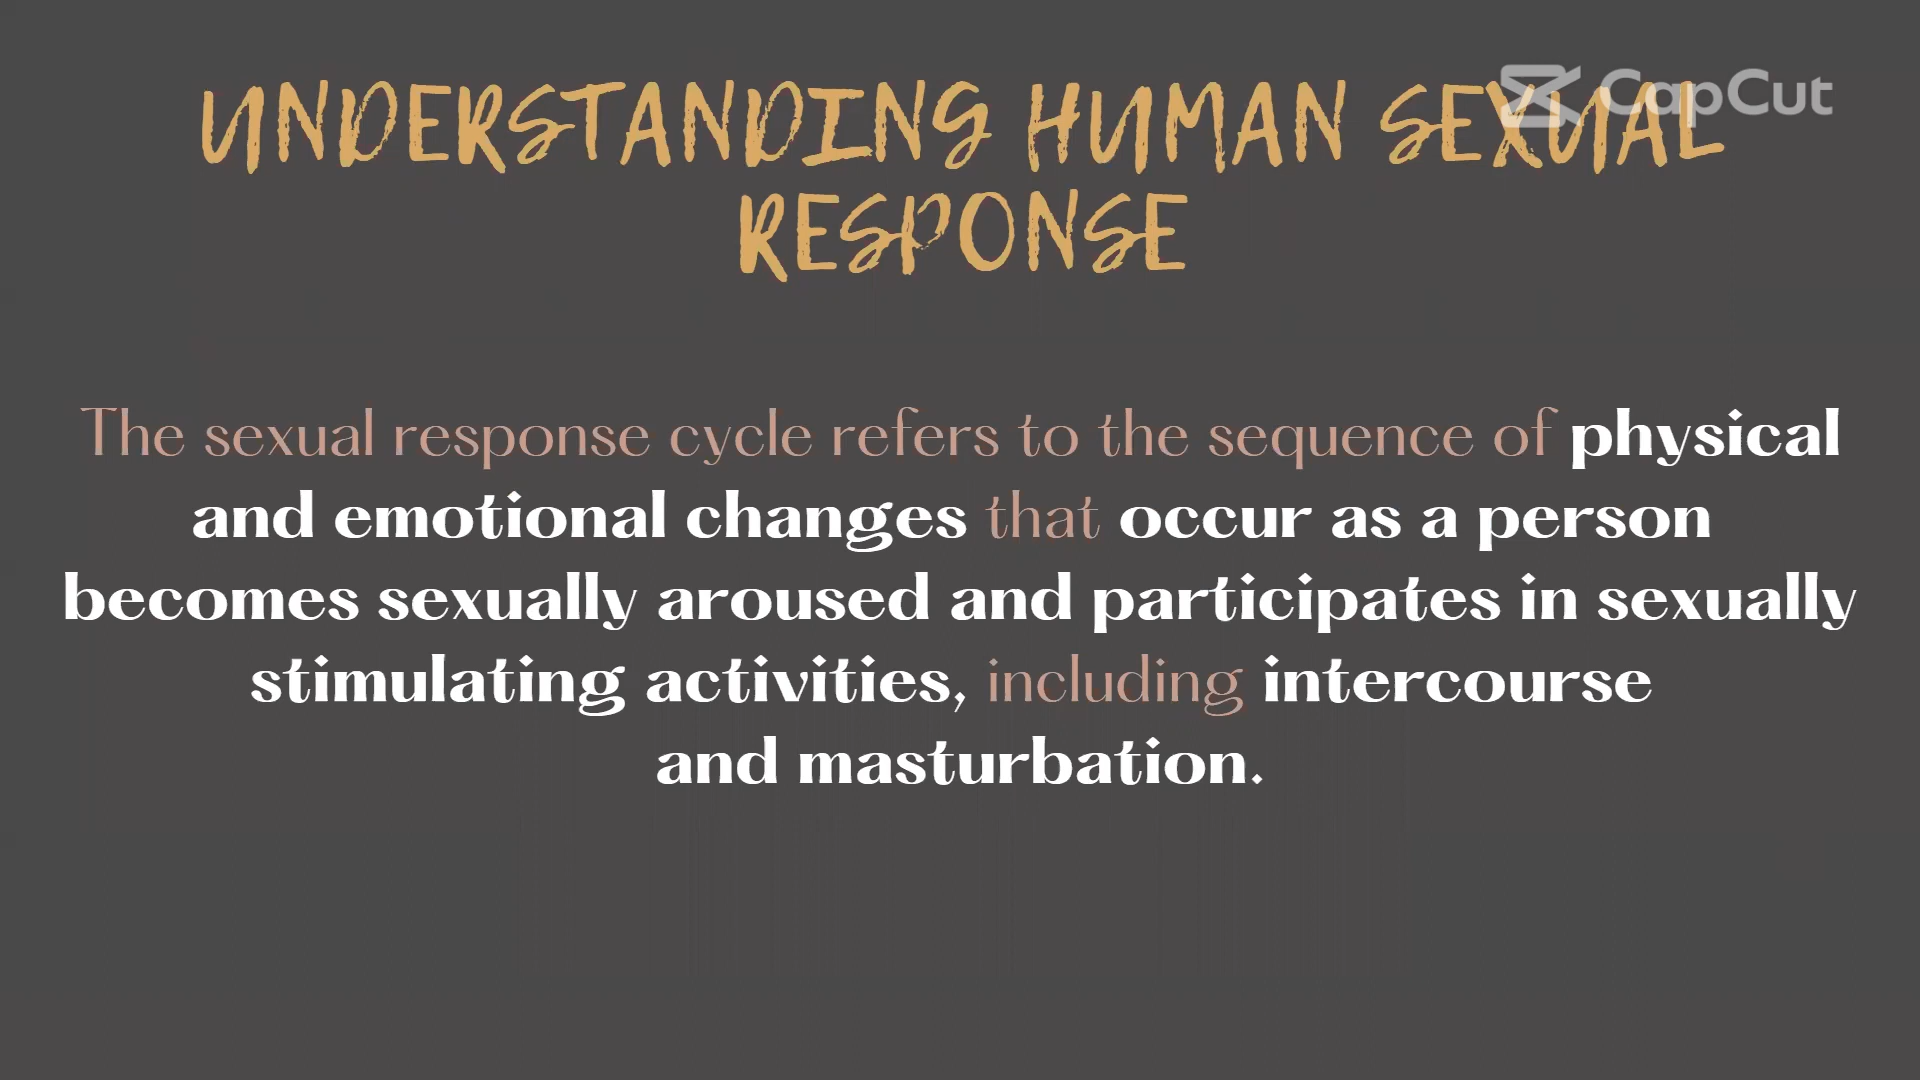 UNDERSTANDING HUMAN SEXUAL
RESPONSE
CapCut
The sexual response cycle refers to the sequence of physical
and emotional changes that occur as a person
becomes sexually aroused and participates in sexually
stimulating activities, including intercourse
and masturbation.